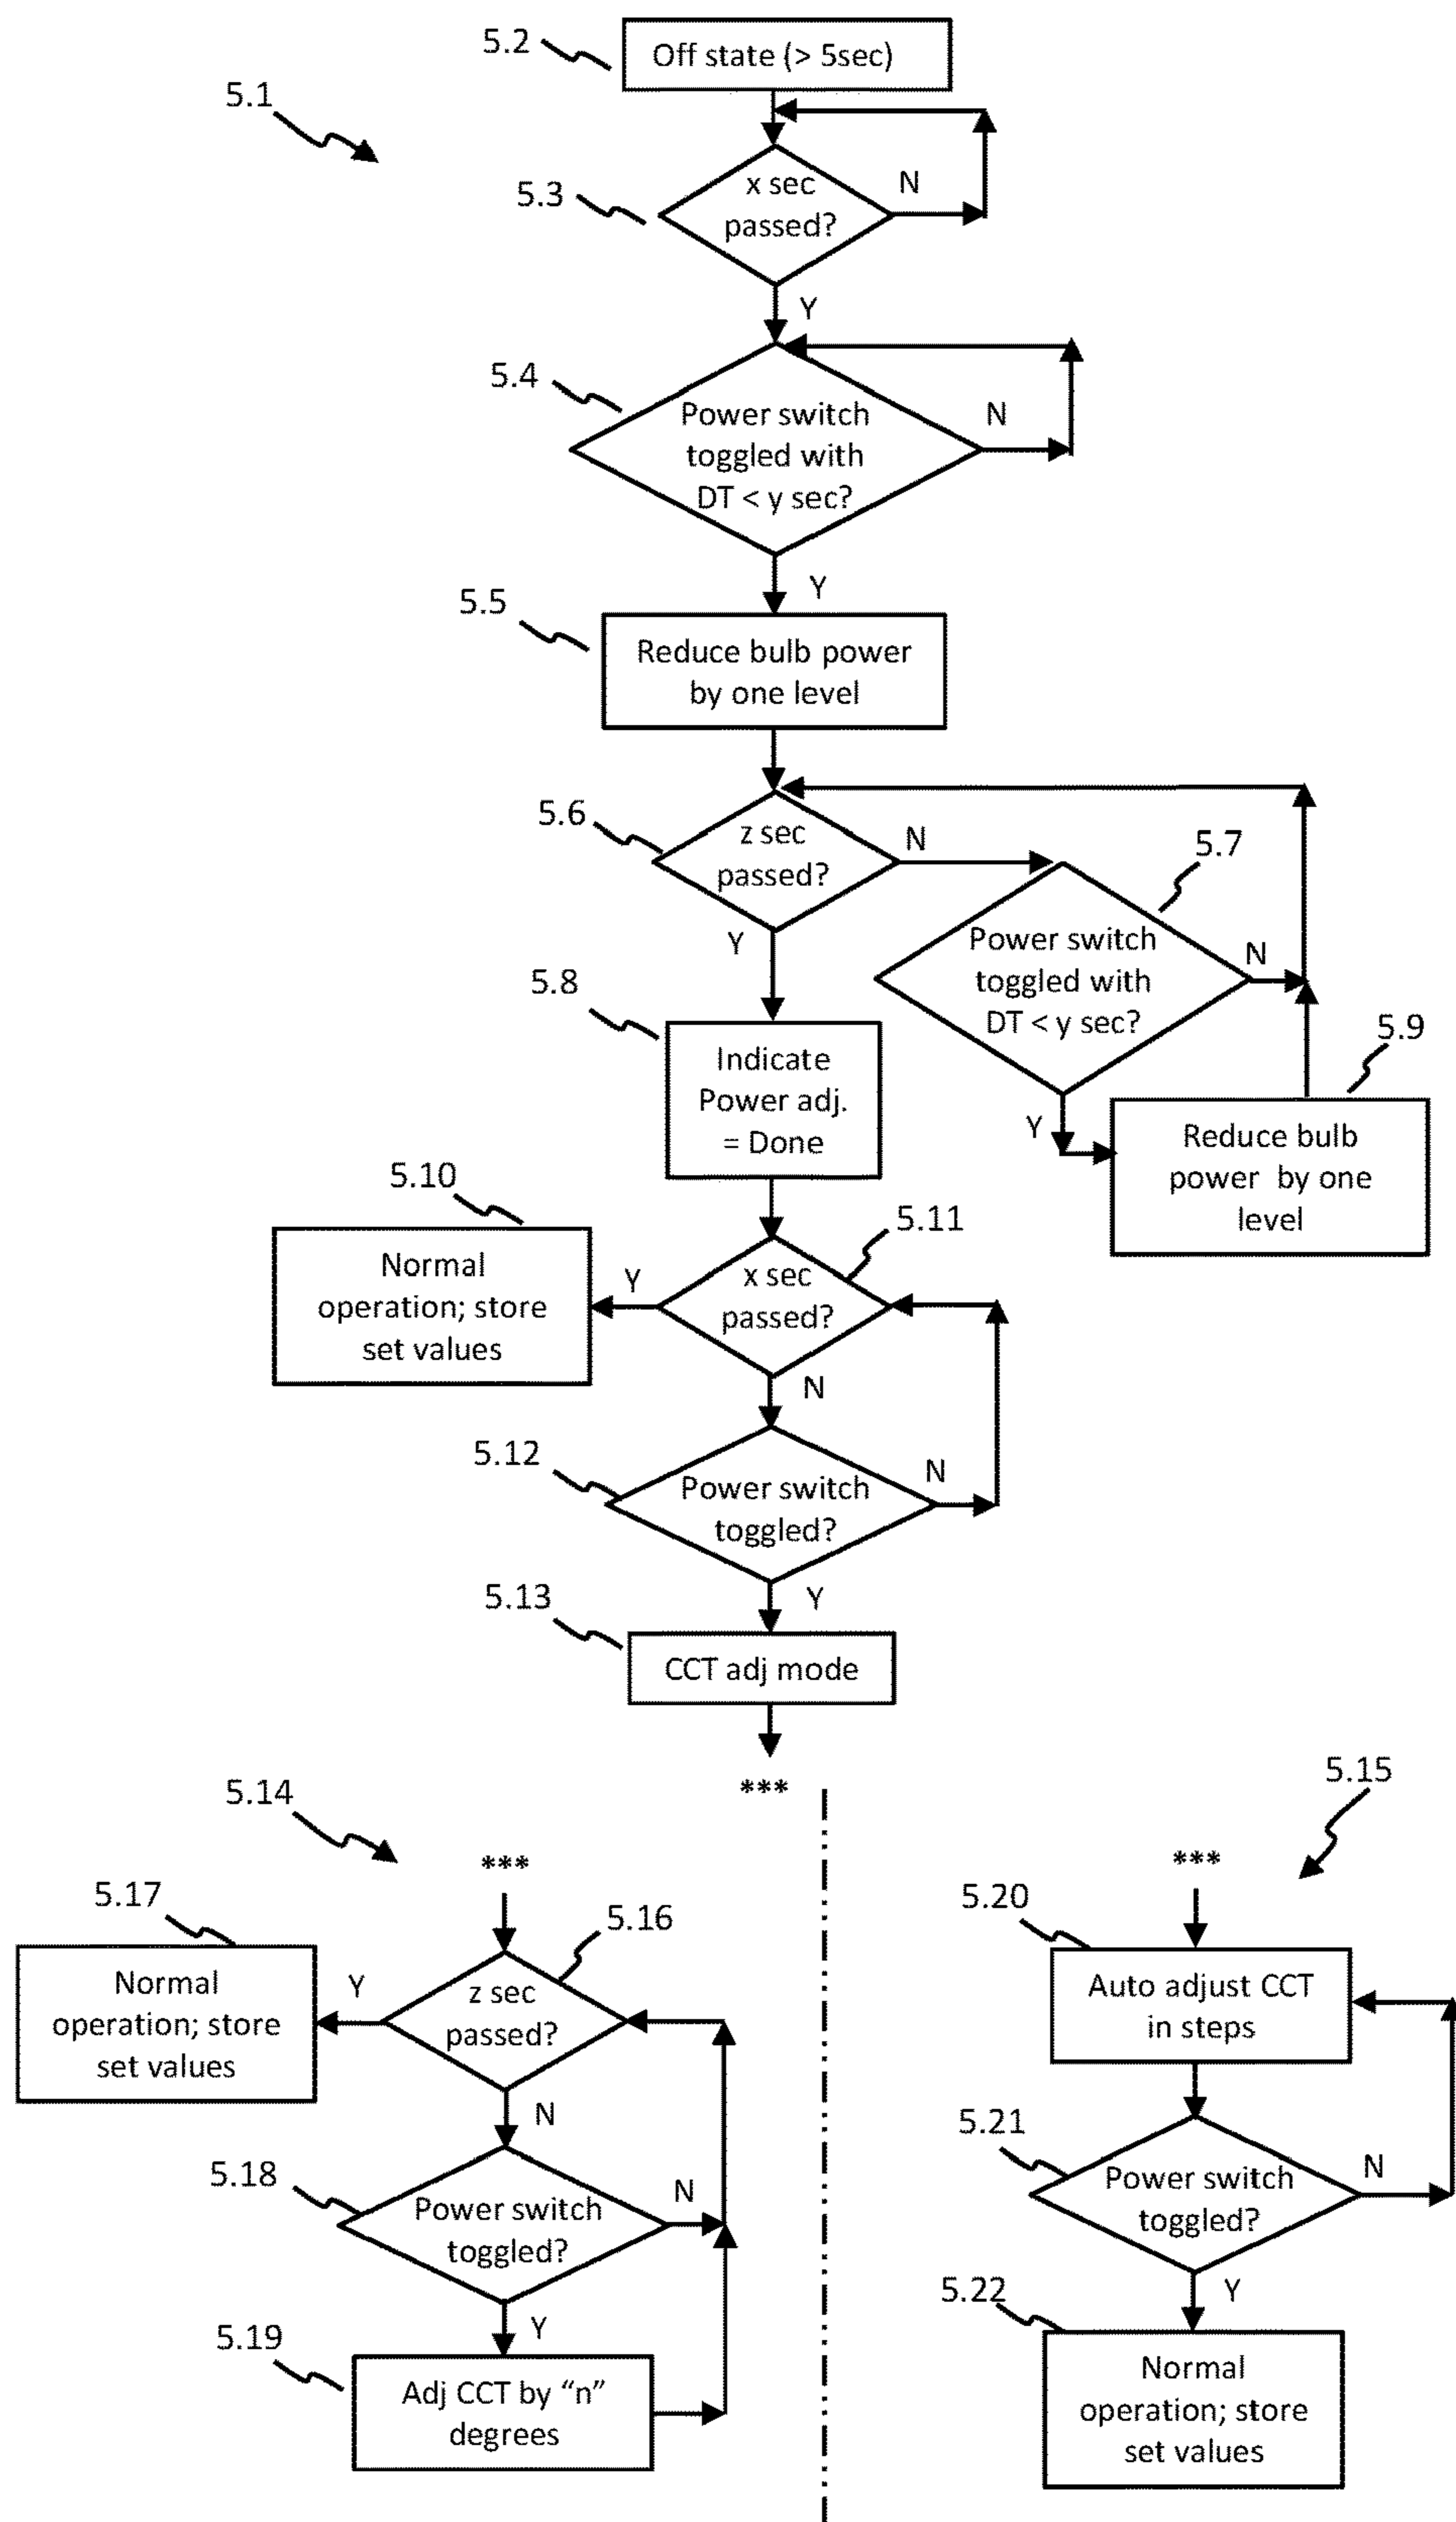 5.2
Off state (> 5sec)
5.1
5.3
x sec
passed?
N
Y
5.4
Power switch
toggled with
DT < y sec?
N
Y
5.5
Reduce bulb power
by one level
5.6
z sec
passed?
N
Y
5.7
Power switch
toggled with
DT < y sec?
N
Y
5.8
Indicate
Power adj.
= Done
5.9
Reduce bulb
power by one
level
5.10
Normal
operation; store
set values
5.11
x sec
passed?
Y
N
5.12
Power switch
toggled?
N
Y
5.13
CCT adj mode
***
5.14
***
5.17
Normal
operation; store
set values
5.16
z sec
passed?
Y
N
5.18
Power switch
toggled?
N
Y
5.19
Adj CCT by “n”
degrees
5.15
***
5.20
Auto adjust CCT
in steps
5.21
Power switch
toggled?
N
Y
5.22
Normal
operation; store
set values